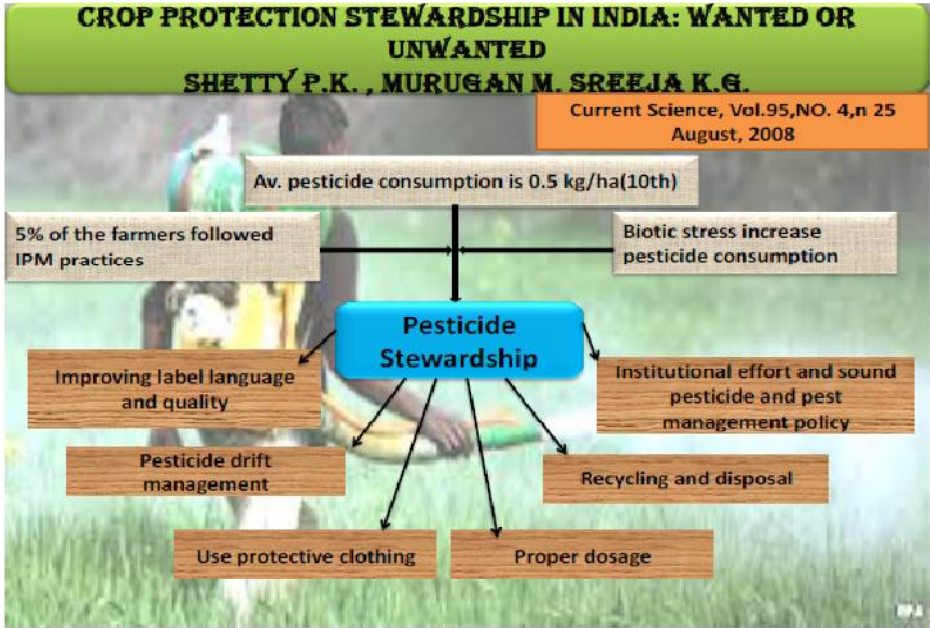 CROP PROTECTION STEWARDSHIP IN INDIA: WANTED OR
UNWANTED
SHETTY P.K. , MURUGAN M. SREEJA K.G.
Current Science, Vol.95,NO. 4,n 25
August, 2008
Av. pesticide consumption is 0.5 kg/ha(10th)
5% of the farmers followed
IPM practices
Biotic stress increase
pesticide consumption
Pesticide
Stewardship
Improving label language
and quality
Institutional effort and sound
pesticide and pest
management policy
Pesticide drift
management
Recycling and disposal
Use protective clothing
Proper dosage